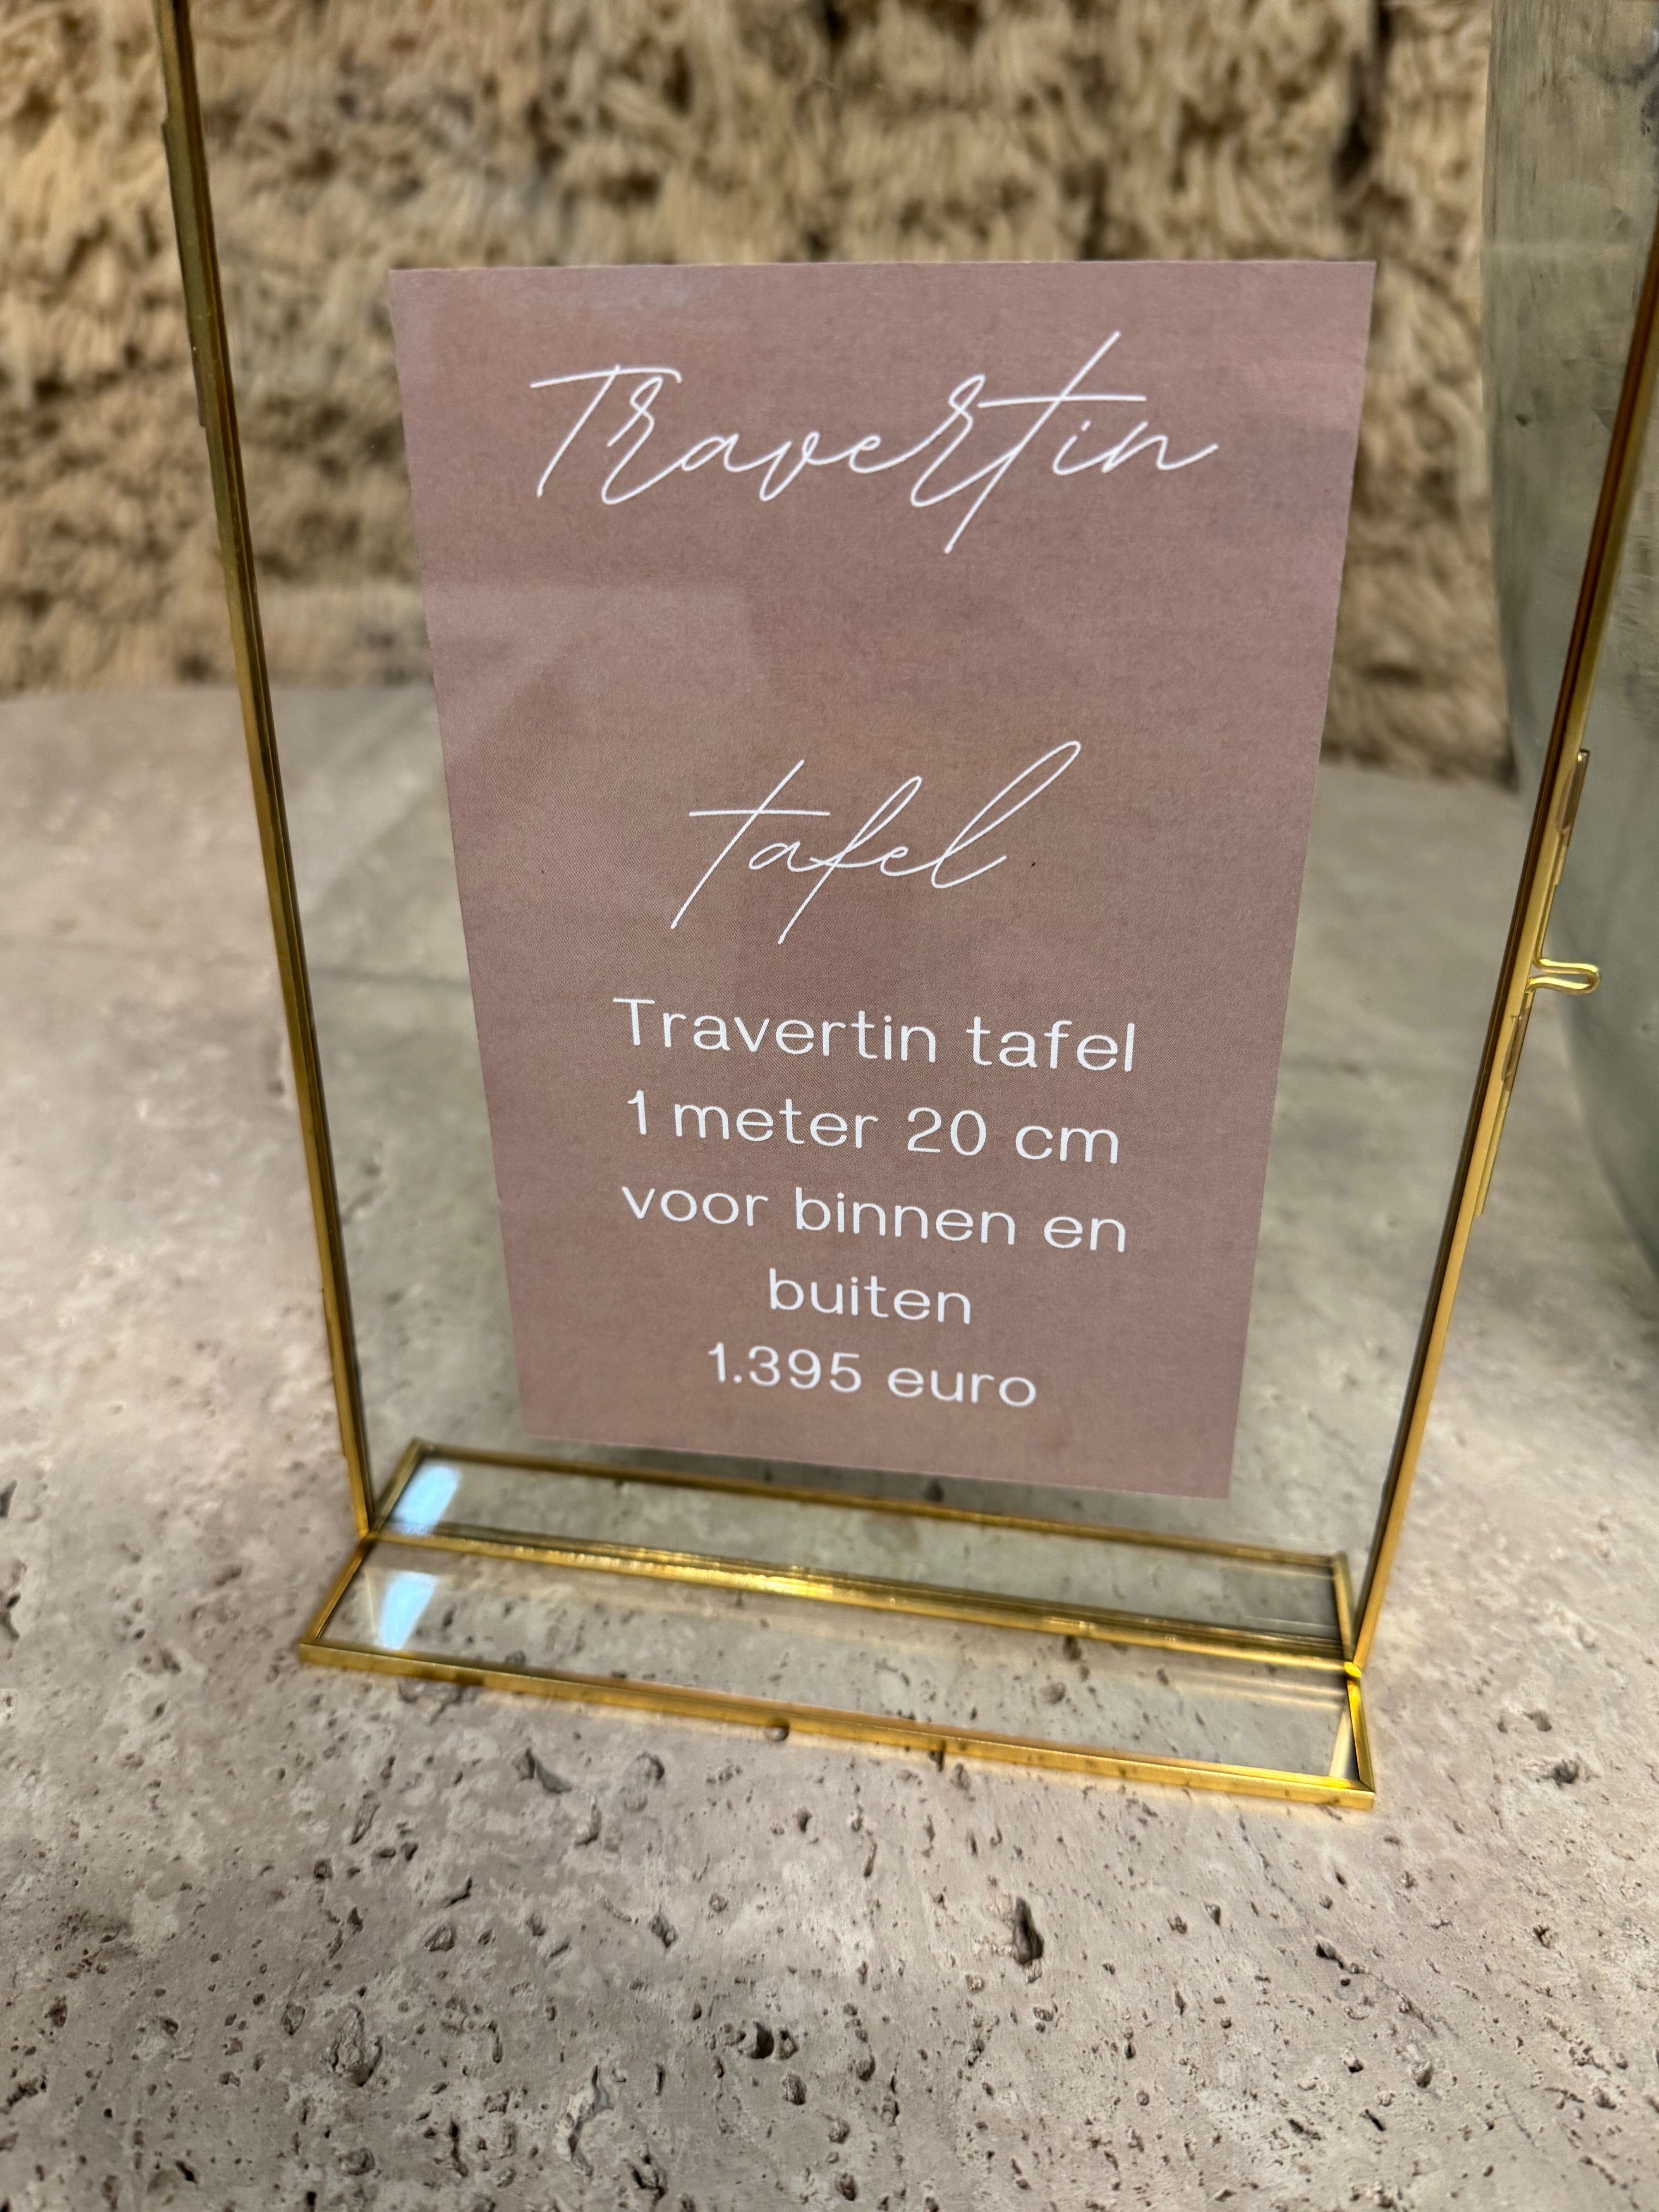 Travertin
tafel
Travertin tafel
1 meter 20 cm
voor binnen en
buiten
1.395 euro